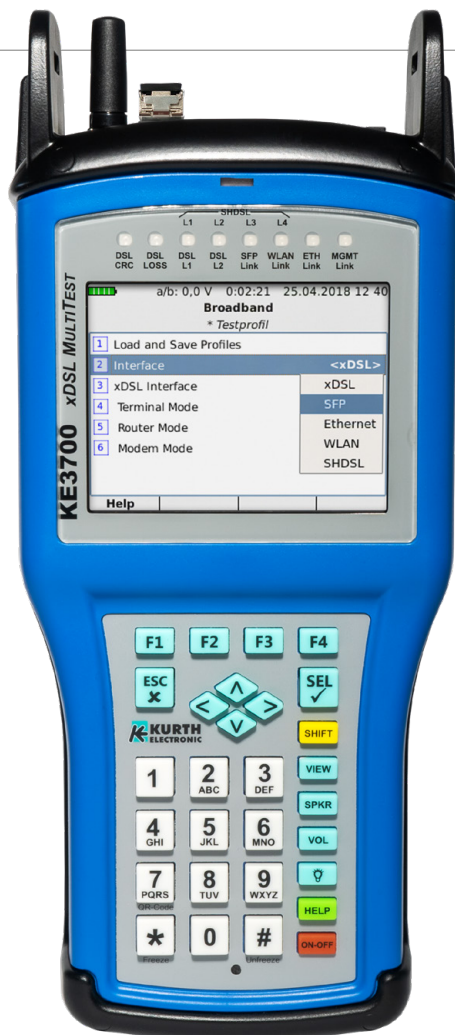 SHDSL
L1 L2 L3 L4
DSL CRC
DSL LOSS
DSL L1
DSL L2
SFP Link
WLAN Link
ETH Link
MGMT Link
KE3700 xDSL MULTITEST
a/b: 0,0 V 0:02:21 25.04.2018 12 40
Broadband
* Testprofil
1 Load and Save Profiles
2 Interface <xDSL>
3 xDSL Interface
4 Terminal Mode
5 Router Mode
6 Modem Mode
xDSL
SFP
Ethernet
WLAN
SHDSL
Help
F1 F2 F3 F4
ESC
SEL
KURTH
ELECTRONIC
SHIFT
1
2 ABC
3 DEF
VIEW
SPKR
4 GHI
5 JKL
6 MNO
VOL
7 PQRS
8 TUV
9 WXYZ
QR-Code
HELP
* 0 #
ON-OFF
Freeze
Unfreeze